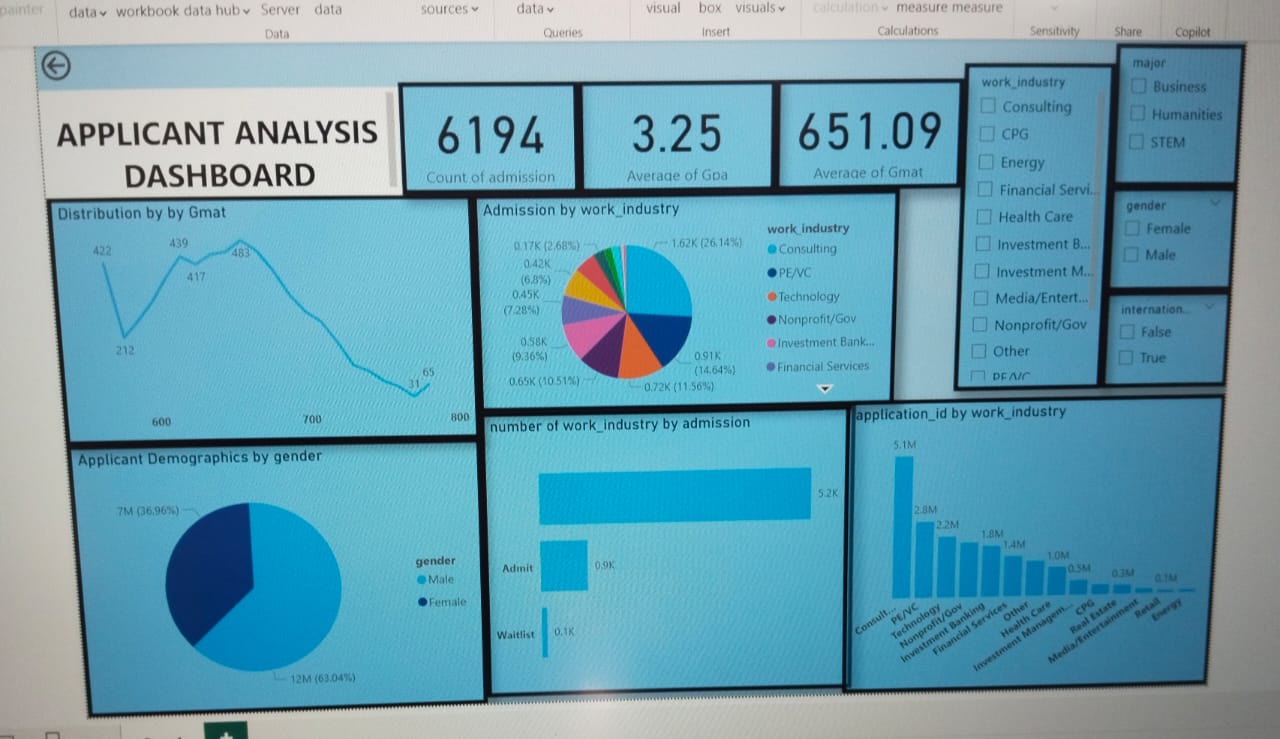 painter
data
workbook data hub
Server
data
sources
data
visual
box
visuals
calculation
measure measure
Data
Queries
Insert
Calculations
Sensitivity
Share
Copilot
APPLICANT ANALYSIS
DASHBOARD
6194
Count of admission
3.25
Average of Gpa
651.09
Average of Gmat
work_industry
Consulting
CPG
Energy
Financial Servi...
Health Care
Investment B...
Investment M...
Media/Entert...
Nonprofit/Gov
Other
PE/VC
major
Business
Humanities
STEM
gender
Female
Male
internation...
False
True
Distribution by by Gmat
422
212
439
417
483
31
65
600
700
800
Admission by work_industry
0.17K (2.68%)
0.42K
(6.8%)
0.45K
(7.28%)
0.58K
(9.36%)
0.65K (10.51%)
1.62K (26.14%)
0.91K
(14.64%)
0.72K (11.56%)
work_industry
Consulting
PE/VC
Technology
Nonprofit/Gov
Investment Bank...
Financial Services
Applicant Demographics by gender
7M (36.96%)
12M (63.04%)
gender
Male
Female
number of work_industry by admission
5.2K
Admit
0.9K
Waitlist
0.1K
application_id by work_industry
5.1M
2.8M
2.2M
1.8M
1.4M
1.0M
0.5M
0.3M
0.1M
Consult...
PE/VC
Technology
Nonprofit/Gov
Investment Banking
Financial Services
Other
Health Care
Investment Managem...
CPG
Real Estate
Media/Entertainment
Retail
Energy